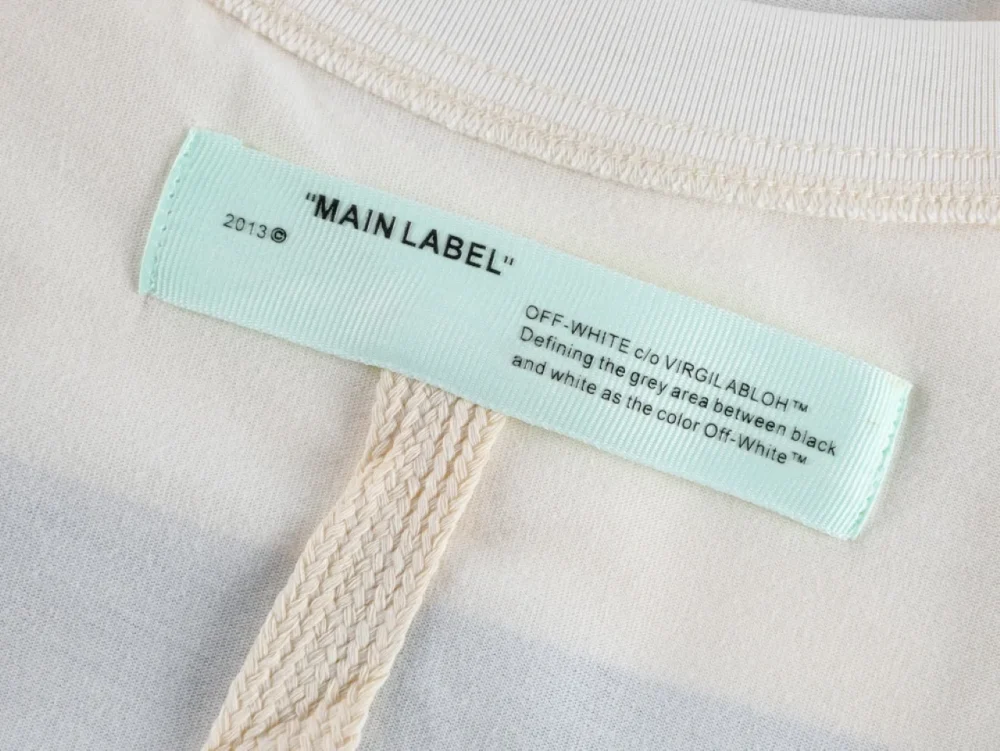 "MAIN LABEL"
2013©
OFF-WHITE c/o VIRGIL ABLOH™
Defining the grey area between black
and white as the color Off-White™